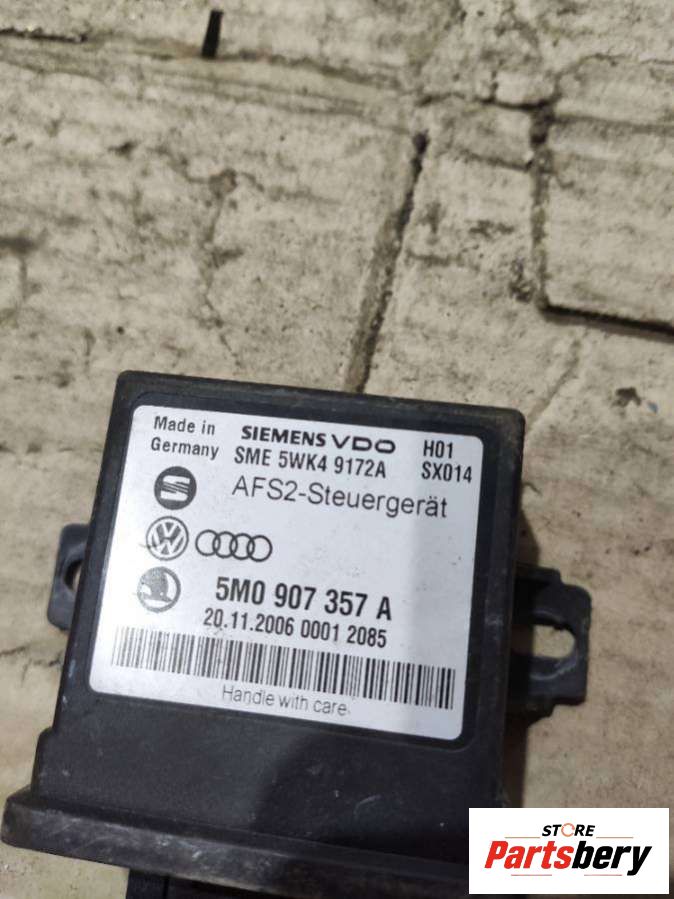 Made in
Germany
SIEMENS VDO
H01
SME 5WK4 9172A
SX014
AFS2-Steuergerät
5M0 907 357 A
20.11.2006 0001 2085
Handle with care
STORE
Partsbery